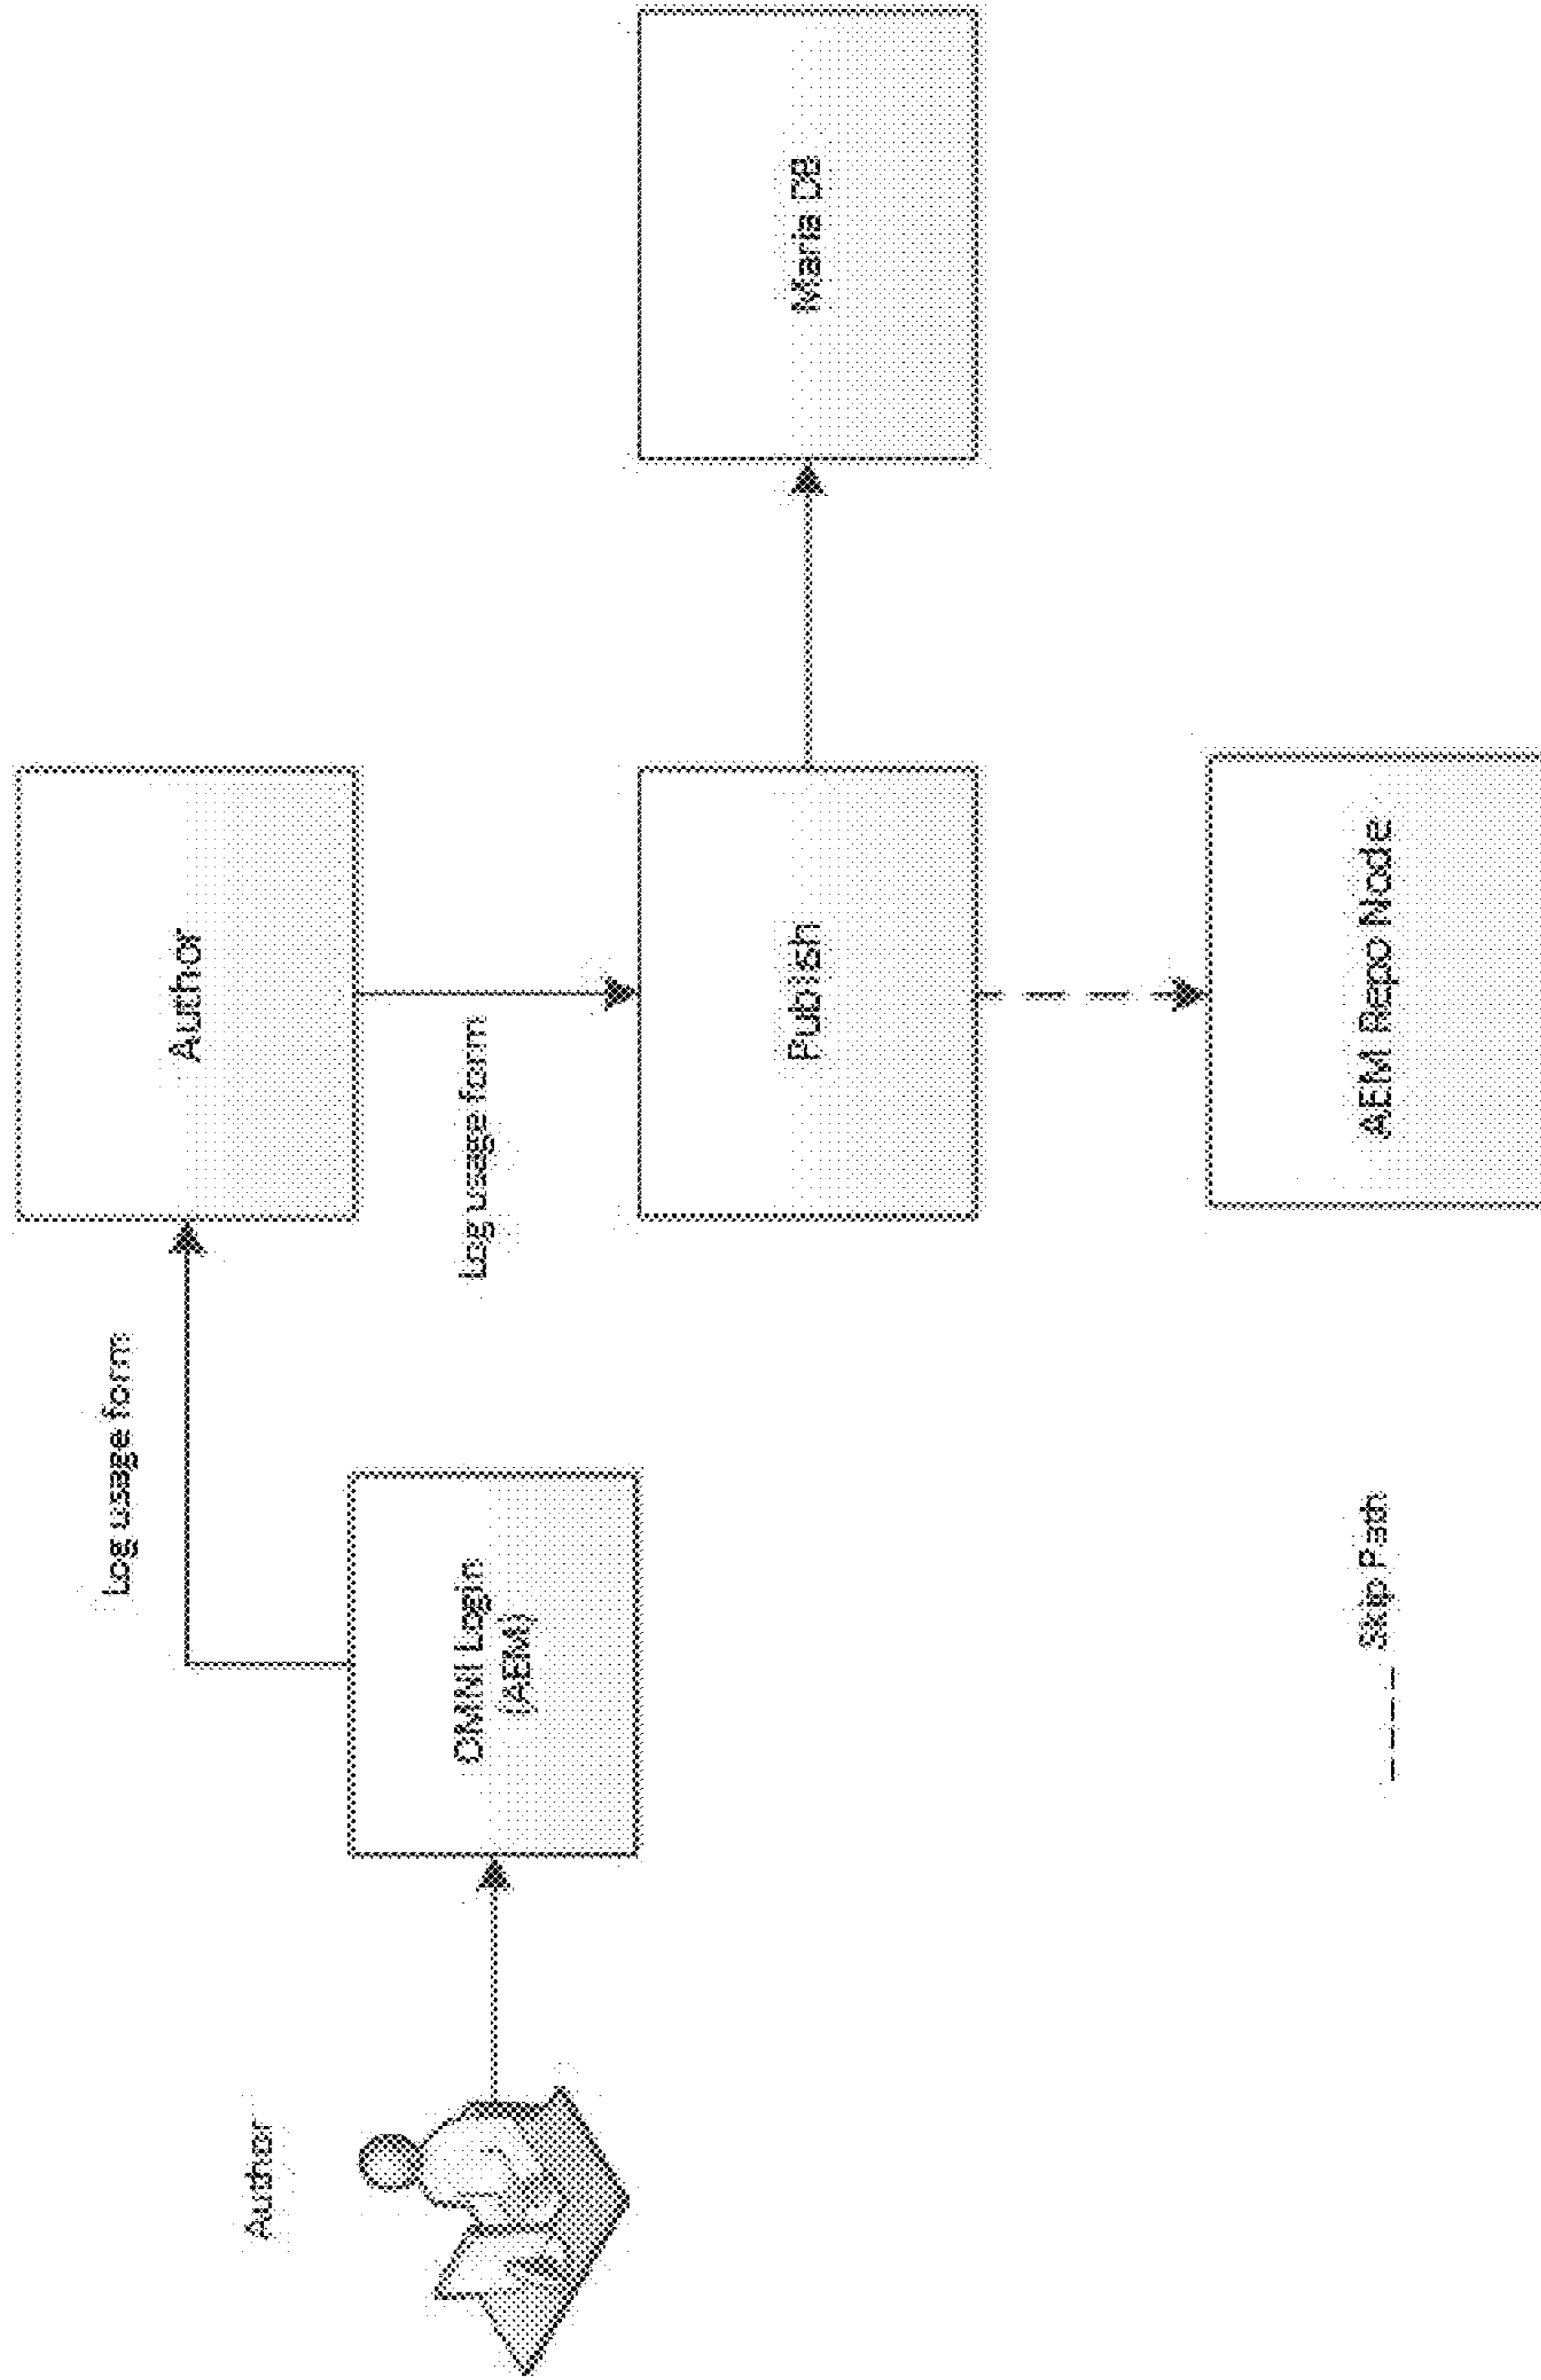 Author
OMNI Login
(AEM)
Log usage form
Author
Log usage form
Publish
Maria DB
AEM Repo Node
Skip Path